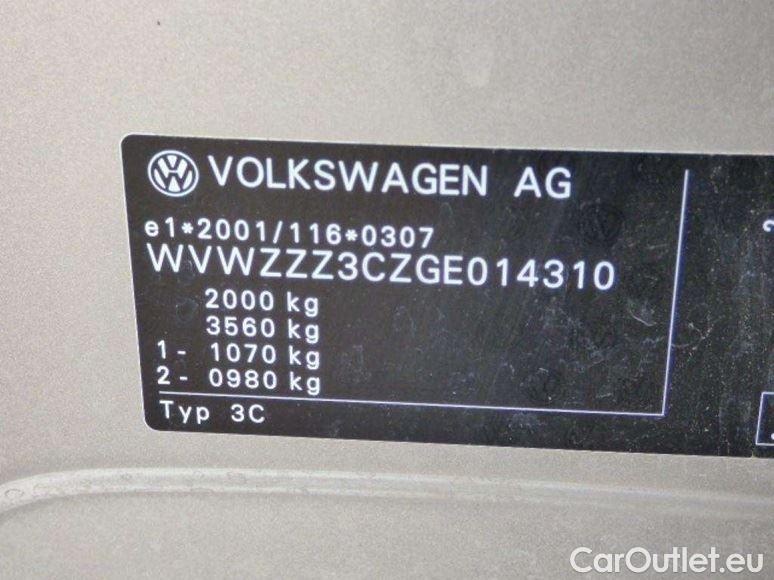 VOLKSWAGEN AG
e1*2001/116*0307
WVWZZZ3CZGE014310
2000 kg
3560 kg
1 - 1070 kg
2 - 0980 kg
Typ 3C
CarOutlet.eu